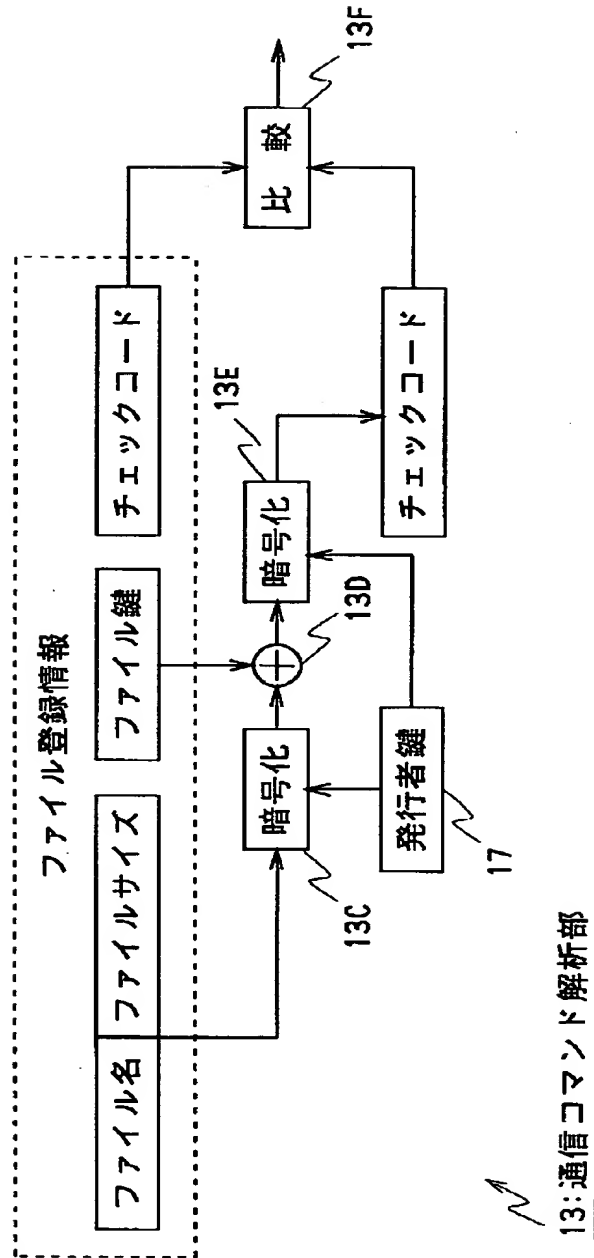 ファイル登録情報
ファイル名
ファイルサイズ
ファイル鍵
チェックコード
13C
暗号化
13D
暗号化
13E
比較
13F
発行者鍵
17
チェックコード
13:通信コマンド解析部